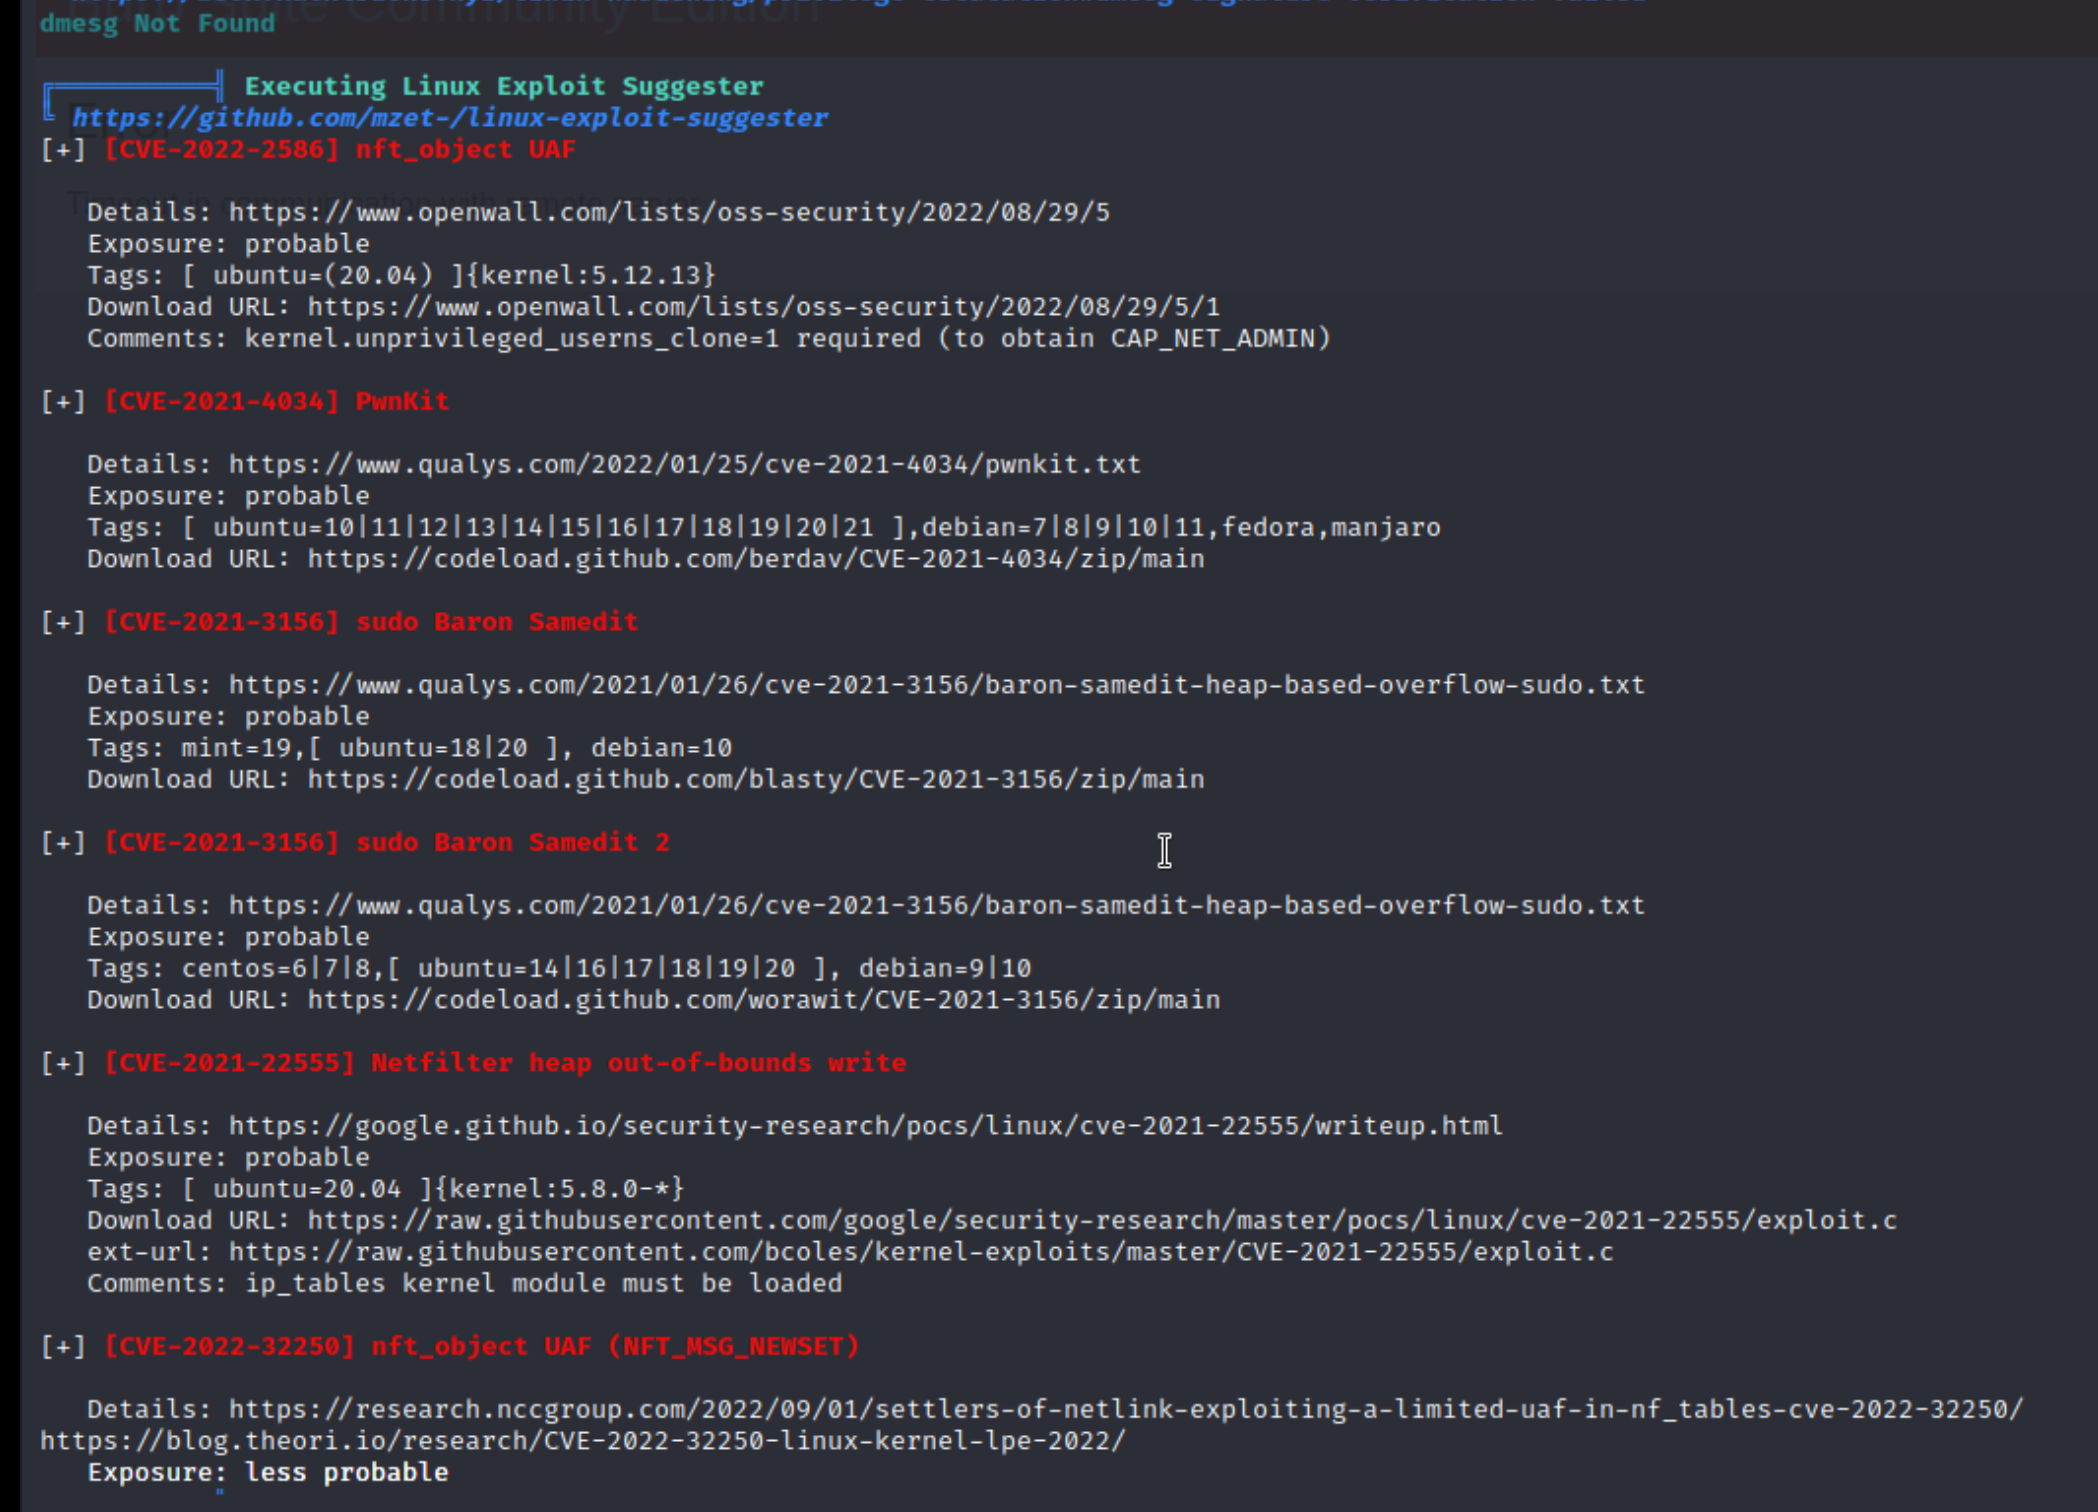 dmesg Not Found
Executing Linux Exploit Suggester
https://github.com/mzet-/linux-exploit-suggester
[+] [CVE-2022-2586] nft_object UAF
Details: https://www.openwall.com/lists/oss-security/2022/08/29/5
Exposure: probable
Tags: [ ubuntu=(20.04) ]{kernel:5.12.13}
Download URL: https://www.openwall.com/lists/oss-security/2022/08/29/5/1
Comments: kernel.unprivileged_userns_clone=1 required (to obtain CAP_NET_ADMIN)
[+] [CVE-2021-4034] PwnKit
Details: https://www.qualys.com/2022/01/25/cve-2021-4034/pwnkit.txt
Exposure: probable
Tags: [ ubuntu=10|11|12|13|14|15|16|17|18|19|20|21 ],debian=7|8|9|10|11,fedora,manjaro
Download URL: https://codeload.github.com/berdav/CVE-2021-4034/zip/main
[+] [CVE-2021-3156] sudo Baron Samedit
Details: https://www.qualys.com/2021/01/26/cve-2021-3156/baron-samedit-heap-based-overflow-sudo.txt
Exposure: probable
Tags: mint=19,[ ubuntu=18|20 ], debian=10
Download URL: https://codeload.github.com/blasty/CVE-2021-3156/zip/main
[+] [CVE-2021-3156] sudo Baron Samedit 2
Details: https://www.qualys.com/2021/01/26/cve-2021-3156/baron-samedit-heap-based-overflow-sudo.txt
Exposure: probable
Tags: centos=6|7|8,[ ubuntu=14|16|17|18|19|20 ], debian=9|10
Download URL: https://codeload.github.com/worawit/CVE-2021-3156/zip/main
[+] [CVE-2021-22555] Netfilter heap out-of-bounds write
Details: https://google.github.io/security-research/pocs/linux/cve-2021-22555/writeup.html
Exposure: probable
Tags: [ ubuntu=20.04 ]{kernel:5.8.0-*}
Download URL: https://raw.githubusercontent.com/google/security-research/master/pocs/linux/cve-2021-22555/exploit.c
ext-url: https://raw.githubusercontent.com/bcoles/kernel-exploits/master/CVE-2021-22555/exploit.c
Comments: ip_tables kernel module must be loaded
[+] [CVE-2022-32250] nft_object UAF (NFT_MSG_NEWSET)
Details: https://research.nccgroup.com/2022/09/01/settlers-of-netlink-exploiting-a-limited-uaf-in-nf_tables-cve-2022-32250/
https://blog.theori.io/research/CVE-2022-32250-linux-kernel-lpe-2022/
Exposure: less probable